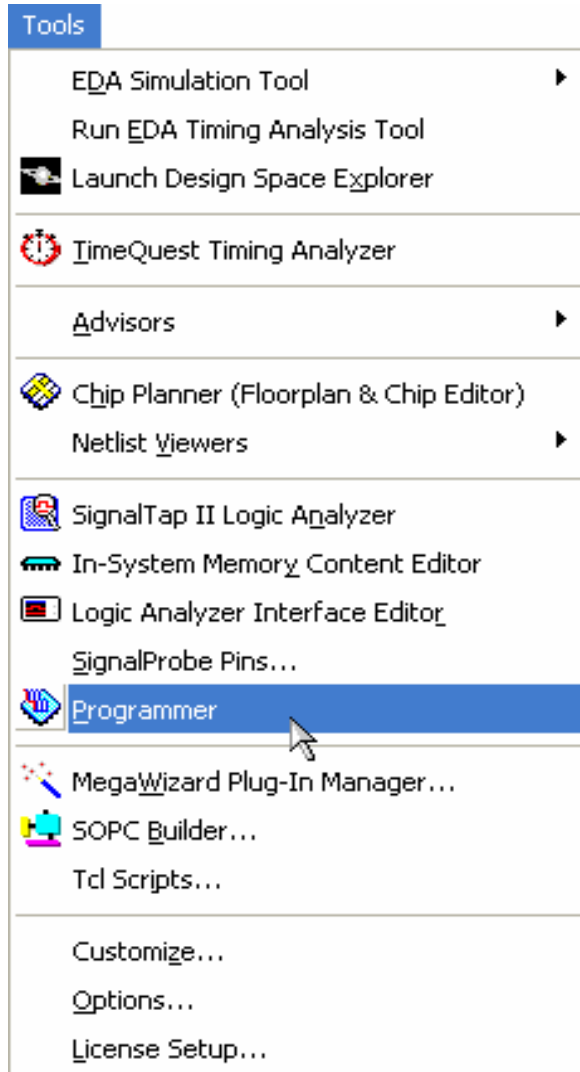 Tools
EDA Simulation Tool
Run EDA Timing Analysis Tool
Launch Design Space Explorer
TimeQuest Timing Analyzer
Advisors
Chip Planner (Floorplan & Chip Editor)
Netlist Viewers
SignalTap II Logic Analyzer
In-System Memory Content Editor
Logic Analyzer Interface Editor
SignalProbe Pins...
Programmer
MegaWizard Plug-In Manager...
SOPC Builder...
Tcl Scripts...
Customize...
Options...
License Setup...